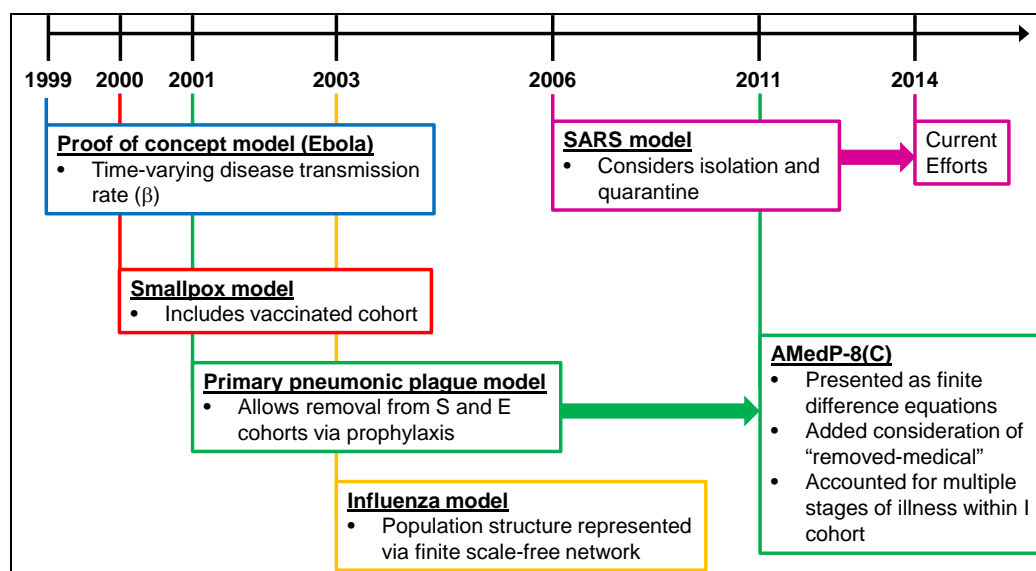 1999 2000 2001 2003 2006 2011 2014
Proof of concept model (Ebola)
• Time-varying disease transmission
rate (β)
SARS model
• Considers isolation and
quarantine
Current
Efforts
Smallpox model
• Includes vaccinated cohort
Primary pneumonic plague model
• Allows removal from S and E
cohorts via prophylaxis
AMedP-8(C)
• Presented as finite
difference equations
• Added consideration of
“removed-medical”
• Accounted for multiple
stages of illness within I
cohort
Influenza model
• Population structure represented
via finite scale-free network